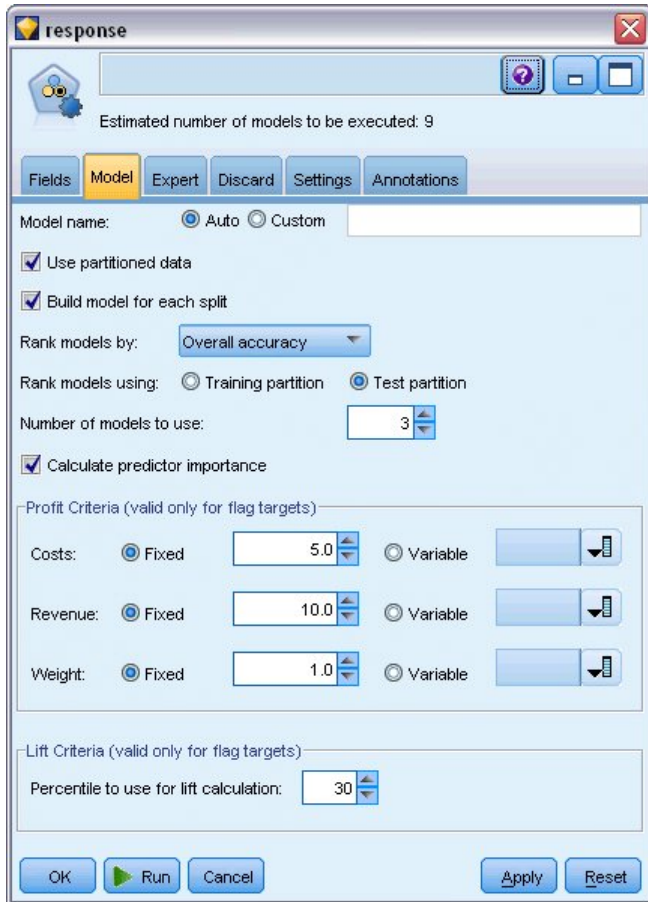 response
Estimated number of models to be executed: 9
Fields Model Expert Discard Settings Annotations
Model name: Auto Custom
Use partitioned data
Build model for each split
Rank models by: Overall accuracy
Rank models using: Training partition Test partition
Number of models to use: 3
Calculate predictor importance
Profit Criteria (valid only for flag targets)
Costs: Fixed 5.0 Variable
Revenue: Fixed 10.0 Variable
Weight: Fixed 1.0 Variable
Lift Criteria (valid only for flag targets)
Percentile to use for lift calculation: 30
OK Run Cancel Apply Reset